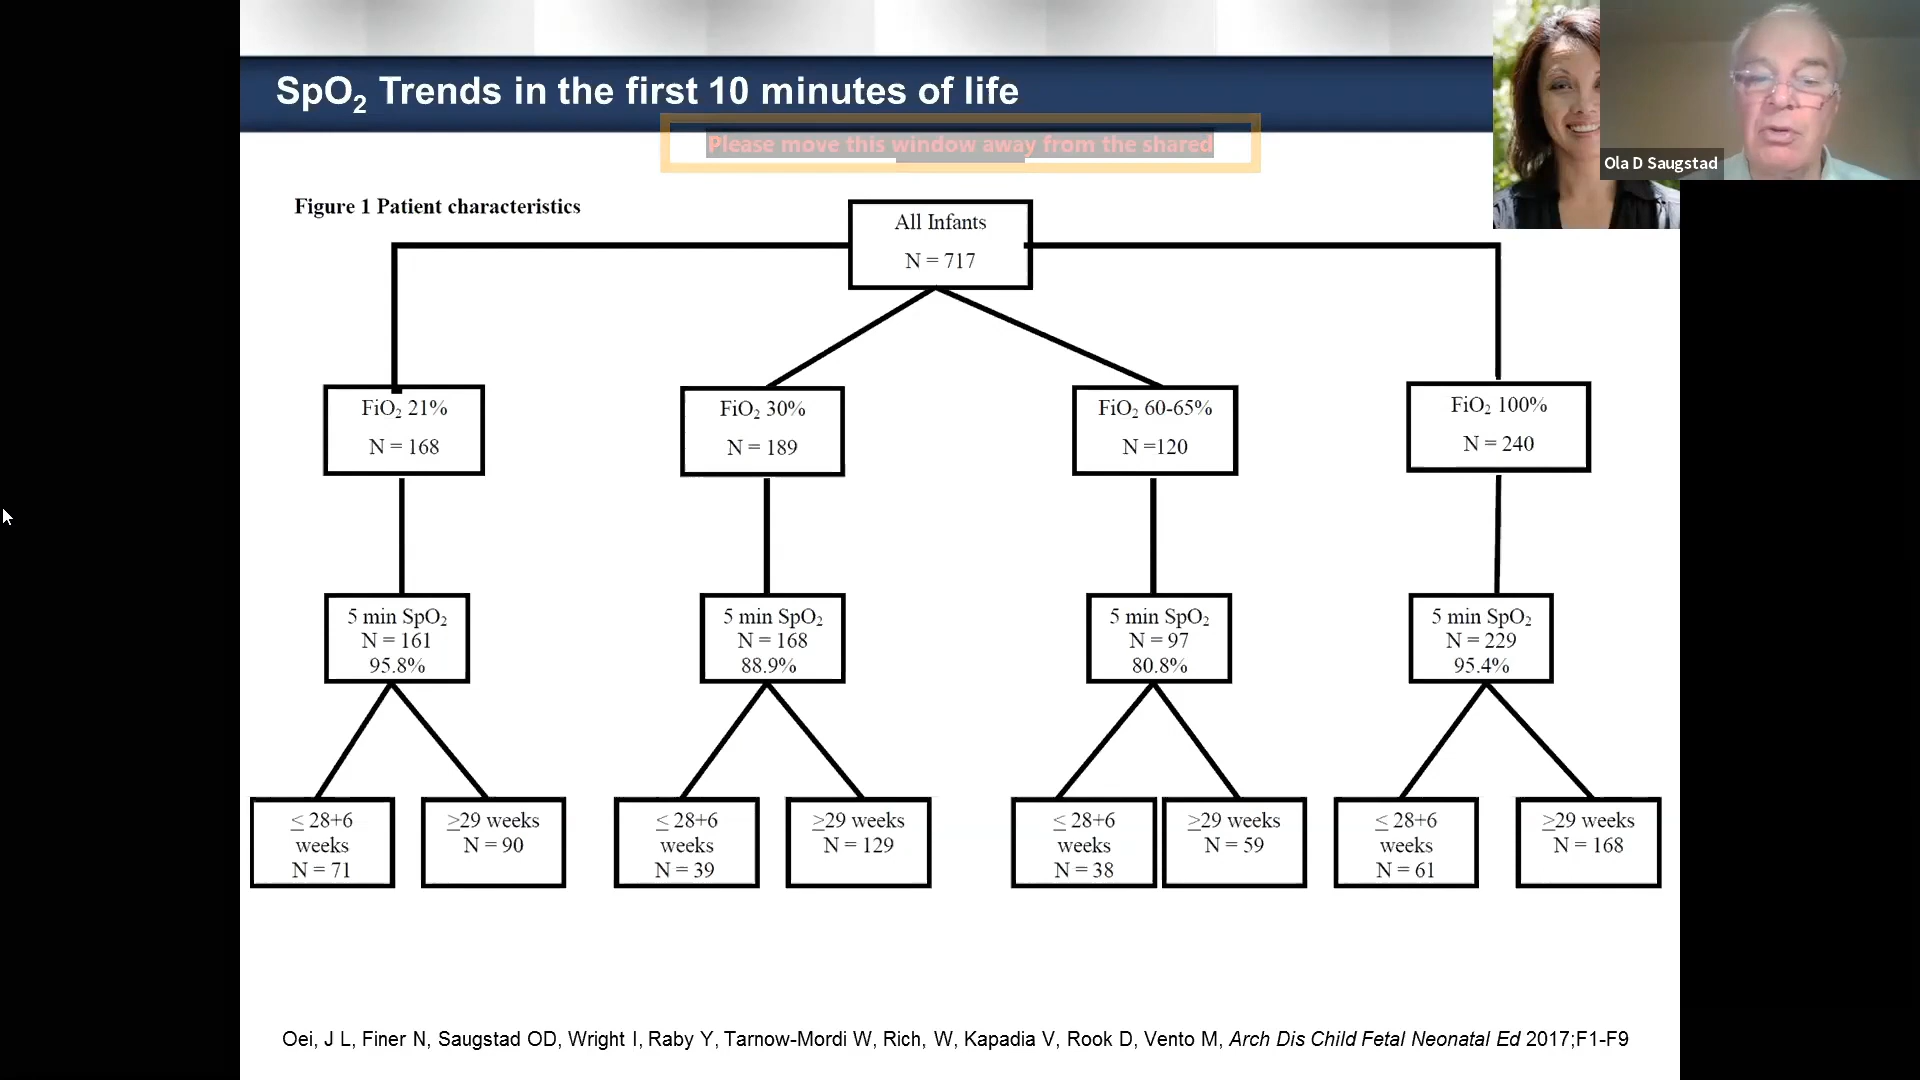 SpO2 Trends in the first 10 minutes of life
Please move this window away from the shared
Ola D Saugstad
Figure 1 Patient characteristics
All Infants
N = 717
FiO2 21%
N = 168
FiO2 30%
N = 189
FiO2 60-65%
N =120
FiO2 100%
N = 240
5 min SpO2
N = 161
95.8%
5 min SpO2
N = 168
88.9%
5 min SpO2
N = 97
80.8%
5 min SpO2
N = 229
95.4%
≤ 28+6
weeks
N = 71
≥29 weeks
N = 90
≤ 28+6
weeks
N = 39
≥29 weeks
N = 129
≤ 28+6
weeks
N = 38
≥29 weeks
N = 59
≤ 28+6
weeks
N = 61
≥29 weeks
N = 168
Oei, J L, Finer N, Saugstad OD, Wright I, Raby Y, Tarnow-Mordi W, Rich, W, Kapadia V, Rook D, Vento M, Arch Dis Child Fetal Neonatal Ed 2017;F1-F9